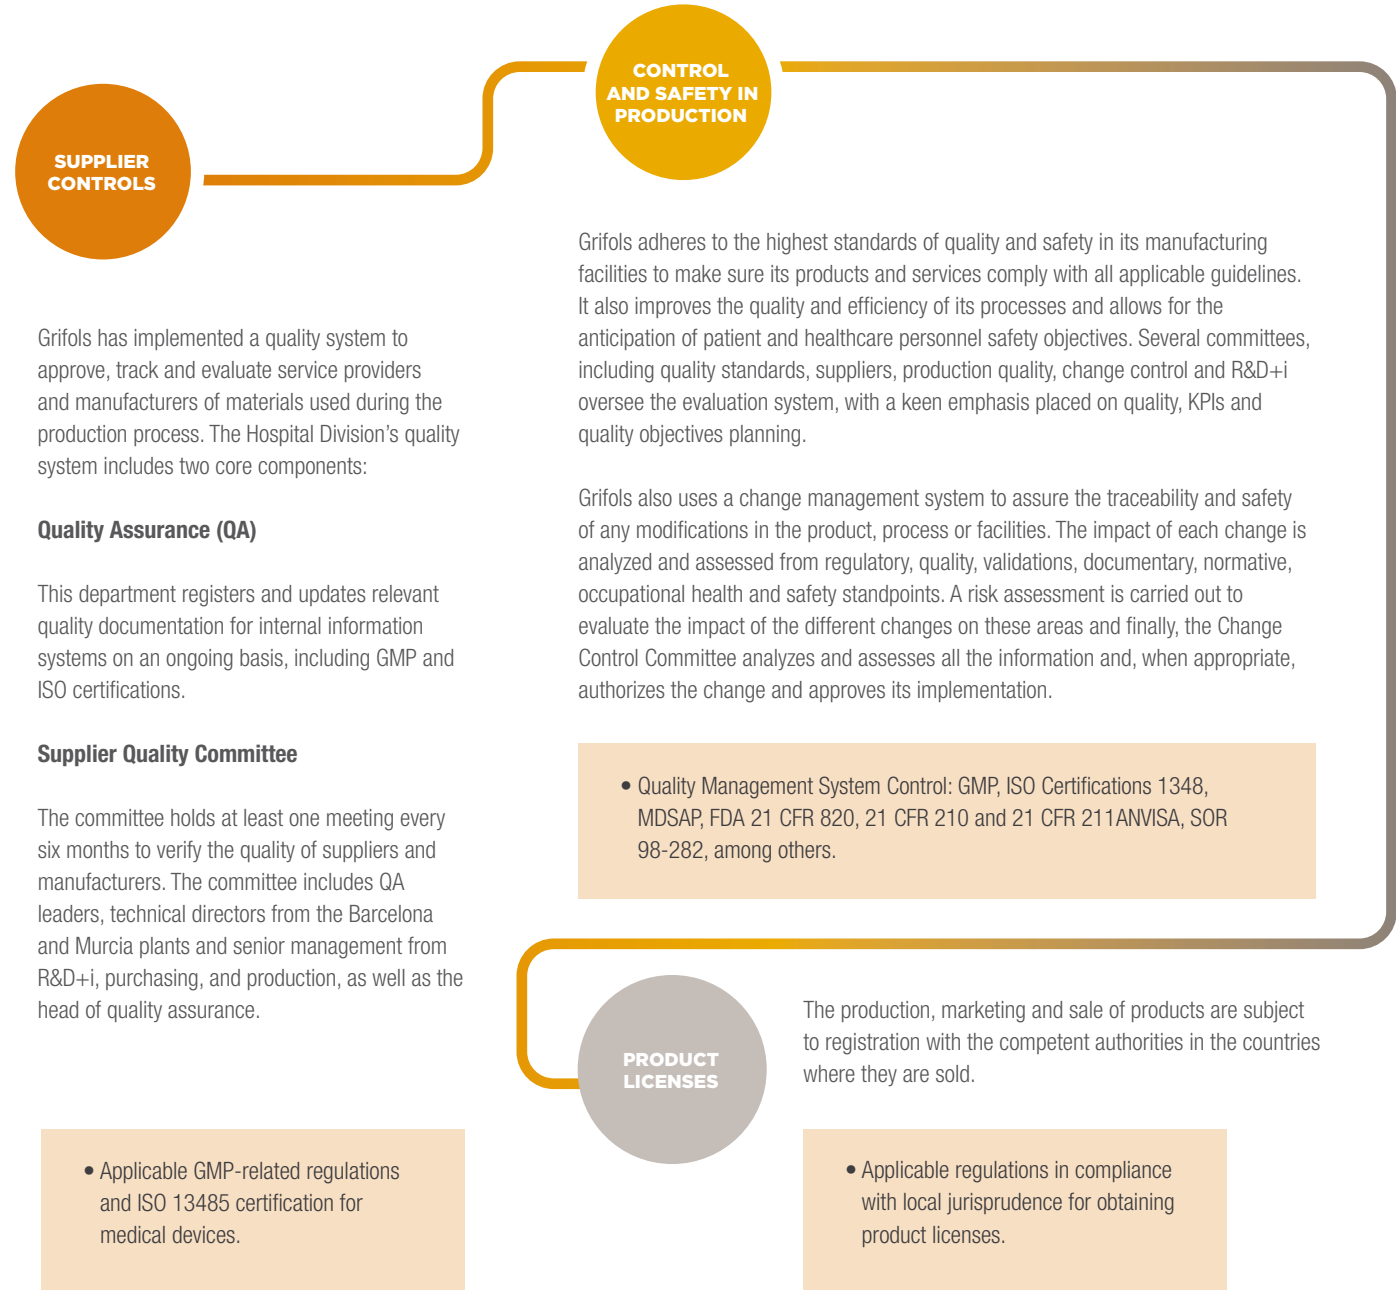 SUPPLIER
CONTROLS
Grifols has implemented a quality system to
approve, track and evaluate service providers
and manufacturers of materials used during the
production process. The Hospital Division’s quality
system includes two core components:
Quality Assurance (QA)
This department registers and updates relevant
quality documentation for internal information
systems on an ongoing basis, including GMP and
ISO certifications.
Supplier Quality Committee
The committee holds at least one meeting every
six months to verify the quality of suppliers and
manufacturers. The committee includes QA
leaders, technical directors from the Barcelona
and Murcia plants and senior management from
R&D+i, purchasing, and production, as well as the
head of quality assurance.
• Applicable GMP-related regulations
and ISO 13485 certification for
medical devices.
CONTROL
AND SAFETY IN
PRODUCTION
Grifols adheres to the highest standards of quality and safety in its manufacturing
facilities to make sure its products and services comply with all applicable guidelines.
It also improves the quality and efficiency of its processes and allows for the
anticipation of patient and healthcare personnel safety objectives. Several committees,
including quality standards, suppliers, production quality, change control and R&D+i
oversee the evaluation system, with a keen emphasis placed on quality, KPIs and
quality objectives planning.
Grifols also uses a change management system to assure the traceability and safety
of any modifications in the product, process or facilities. The impact of each change is
analyzed and assessed from regulatory, quality, validations, documentary, normative,
occupational health and safety standpoints. A risk assessment is carried out to
evaluate the impact of the different changes on these areas and finally, the Change
Control Committee analyzes and assesses all the information and, when appropriate,
authorizes the change and approves its implementation.
• Quality Management System Control: GMP, ISO Certifications 1348,
MDSAP, FDA 21 CFR 820, 21 CFR 210 and 21 CFR 211ANVISA, SOR
98-282, among others.
PRODUCT
LICENSES
The production, marketing and sale of products are subject
to registration with the competent authorities in the countries
where they are sold.
• Applicable regulations in compliance
with local jurisprudence for obtaining
product licenses.